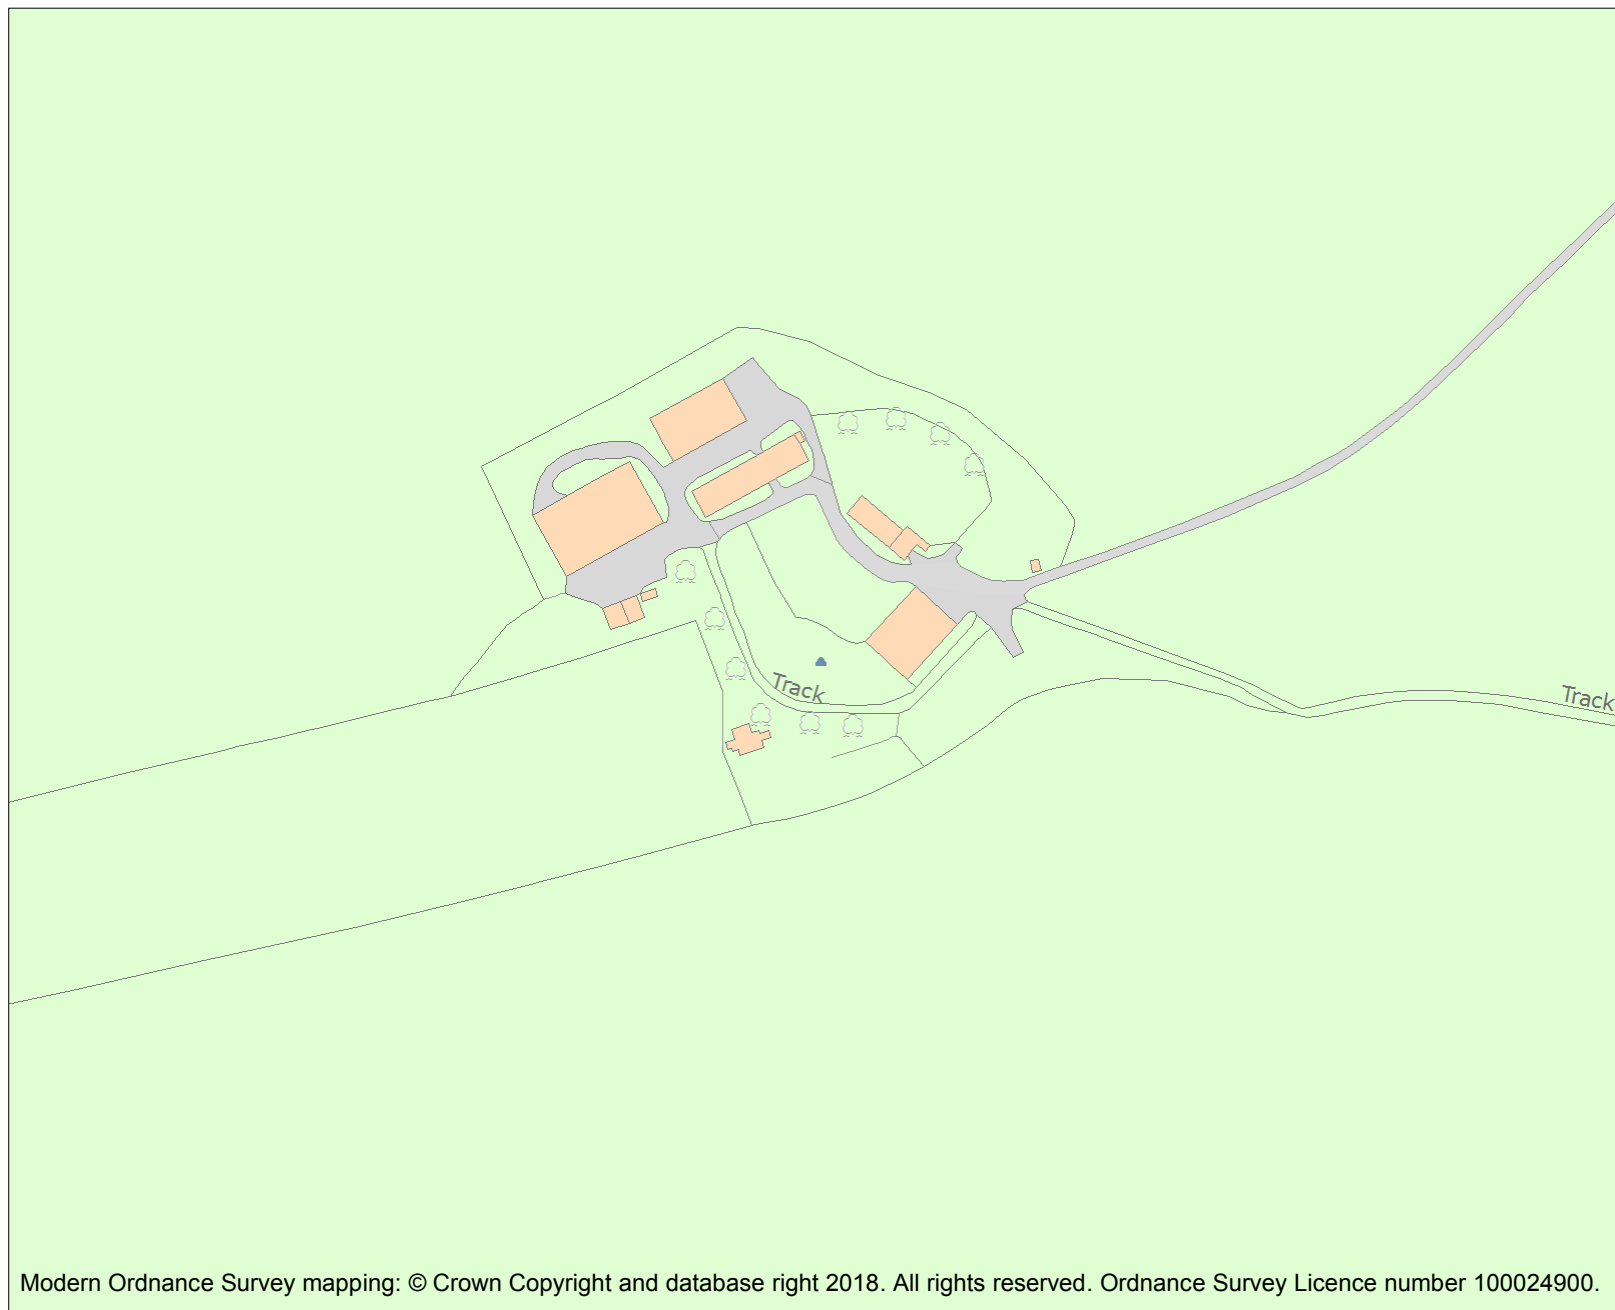 Track
Track
Modern Ordnance Survey mapping: © Crown Copyright and database right 2018. All rights reserved. Ordnance Survey Licence number 100024900.